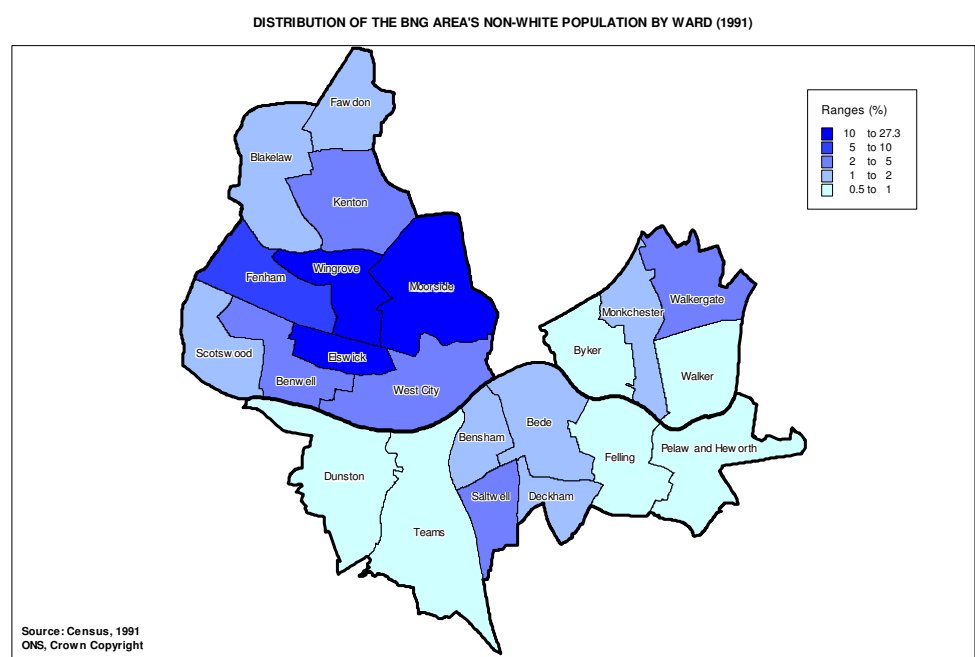 DISTRIBUTION OF THE BNG AREA'S NON-WHITE POPULATION BY WARD (1991)
Fawdon
Ranges (%)
10 to 27.3
5 to 10
2 to 5
1 to 2
0.5 to 1
Blakelaw
Kenton
Wingrove
Fenham
Moorside
Walkergate
Monkchester
Scotswood
Elswick
Byker
Benwell
West City
Walker
Bede
Bensham
Pelaw and Heworth
Felling
Dunston
Saltwell
Deckham
Teams
Source: Census, 1991
ONS, Crown Copyright